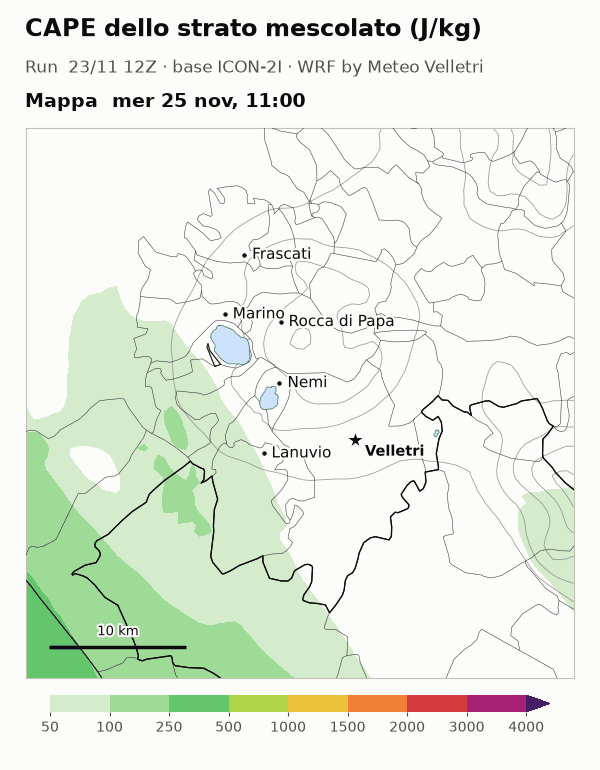 CAPE dello strato mescolato (J/kg)
Run  23/11 12Z · base ICON-2I · WRF by Meteo Velletri
Mappa  mer 25 nov, 11:00
Frascati
Marino
Rocca di Papa
Nemi
Velletri
Lanuvio
10 km
50 100 250 500 1000 1500 2000 3000 4000